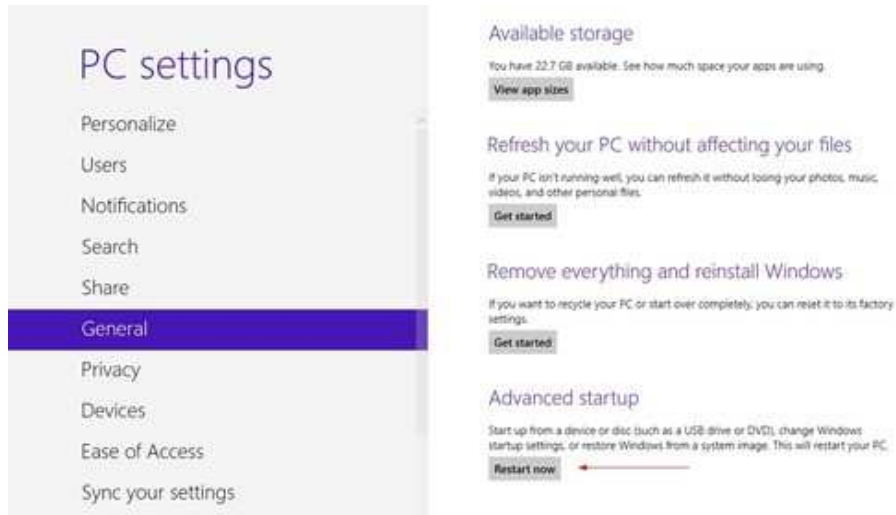 PC settings
Personalize
Users
Notifications
Search
Share
General
Privacy
Devices
Ease of Access
Sync your settings
Available storage
You have 22.7 GB available. See how much space your apps are using.
View app sizes
Refresh your PC without affecting your files
If your PC isn't running well, you can refresh it without losing your photos, music,
videos, and other personal files.
Get started
Remove everything and reinstall Windows
If you want to recycle your PC or start over completely, you can reset it to its factory
settings.
Get started
Advanced startup
Start up from a device or disc (such as a USB drive or DVD), change Windows
startup settings, or restore Windows from a system image. This will restart your PC.
Restart now